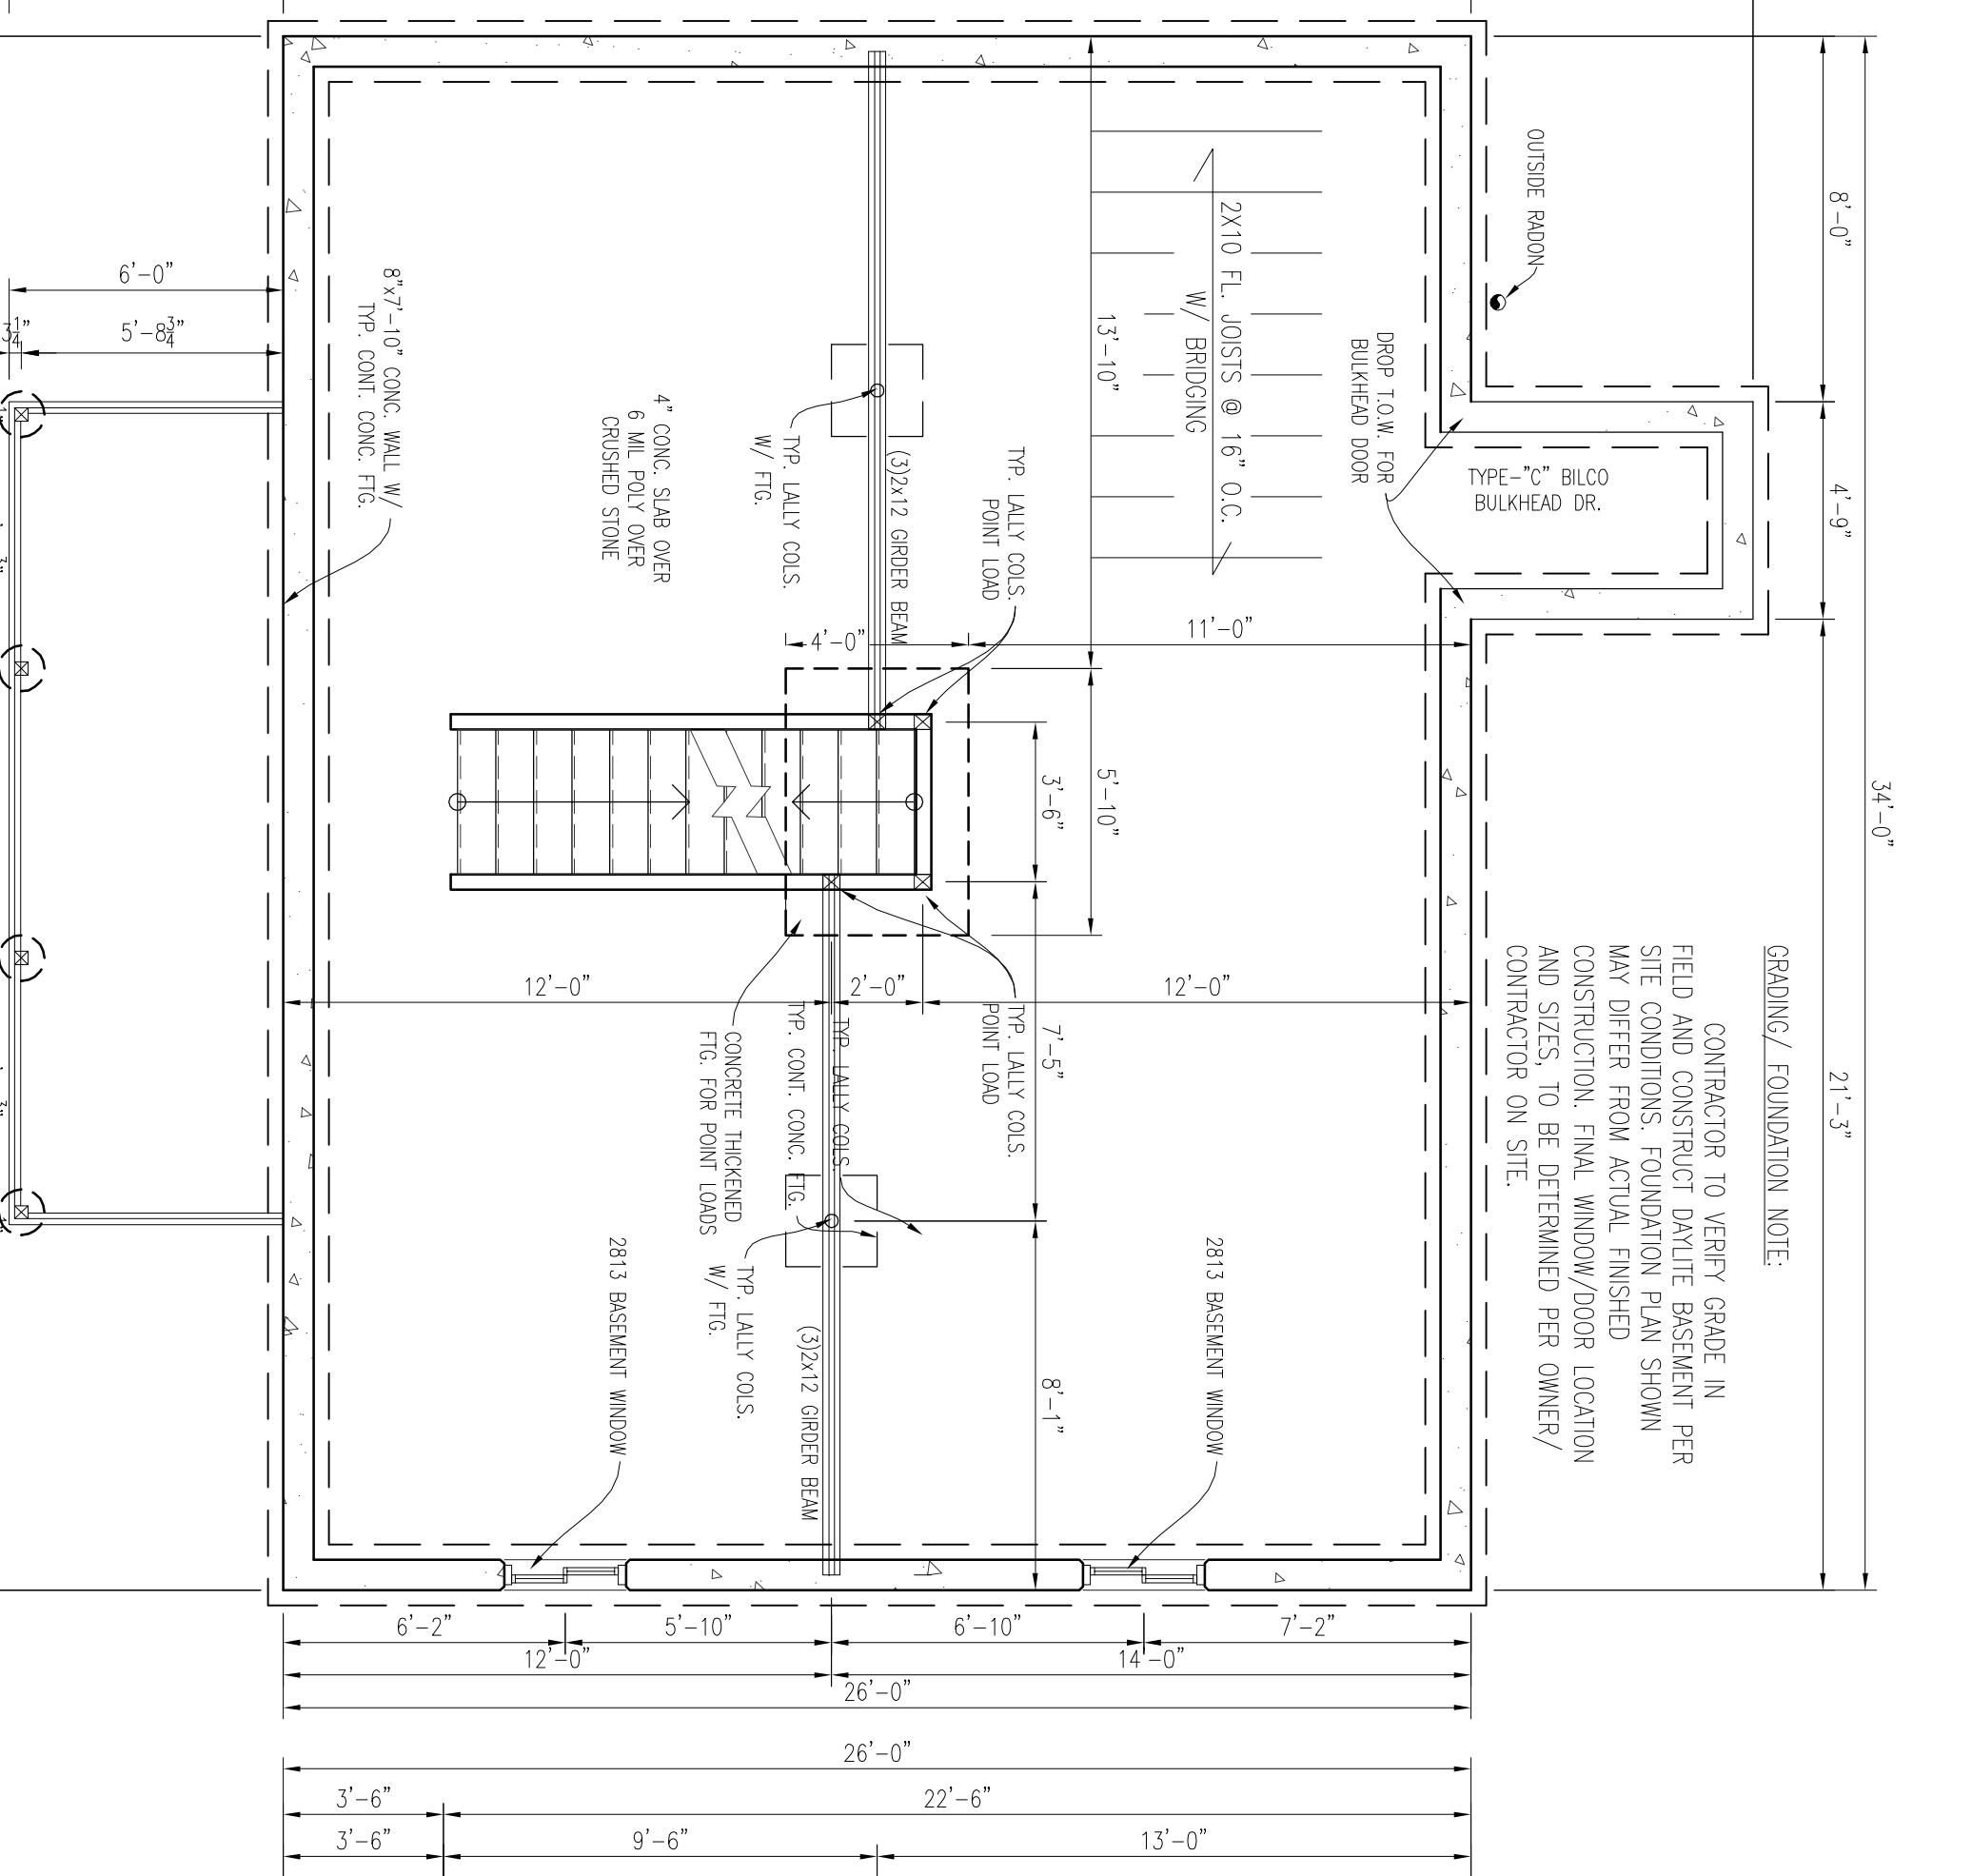 34'-0"
8'-0"
4'-9"
21'-3"
GRADING/ FOUNDATION NOTE:
CONTRACTOR TO VERIFY GRADE IN
FIELD AND CONSTRUCT DAYLITE BASEMENT PER
SITE CONDITIONS. FOUNDATION PLAN SHOWN
MAY DIFFER FROM ACTUAL FINISHED
CONSTRUCTION. FINAL WINDOW/DOOR LOCATION
AND SIZES, TO BE DETERMINED PER OWNER/
CONTRACTOR ON SITE.
OUTSIDE RADON
TYPE-"C" BILCO
BULKHEAD DR.
DROP T.O.W. FOR
BULKHEAD DOOR
2X10 FL. JOISTS @ 16" O.C.
W/ BRIDGING
13'-10"
5'-10"
3'-6"
7'-5"
8'-1"
11'-0"
4'-0"
TYP. LALLY COLS.
POINT LOAD
TYP. LALLY COLS.
POINT LOAD
(3)2x12 GIRDER BEAM
TYP. LALLY COLS.
W/ FTG.
4" CONC. SLAB OVER
6 MIL POLY OVER
CRUSHED STONE
8"x7'-10" CONC. WALL W/
TYP. CONT. CONC. FTG.
12'-0"
2'-0"
12'-0"
TYP. LALLY COLS.
TYP. CONT. CONC. FTG.
CONCRETE THICKENED
FTG. FOR POINT LOADS
TYP. LALLY COLS.
W/ FTG.
(3)2x12 GIRDER BEAM
2813 BASEMENT WINDOW
2813 BASEMENT WINDOW
6'-0"
5'-8 3/4"
3 1/4"
6'-2"
5'-10"
6'-10"
7'-2"
12'-0"
14'-0"
26'-0"
26'-0"
3'-6"
22'-6"
3'-6"
9'-6"
13'-0"